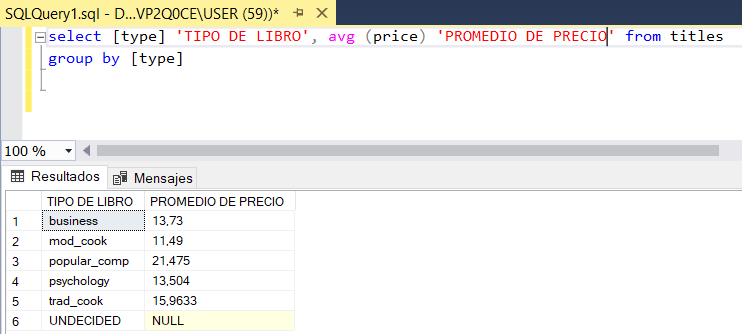 SQLQuery1.sql - D...VP2Q0CE\USER (59))*
select [type] 'TIPO DE LIBRO', avg (price) 'PROMEDIO DE PRECIO' from titles
group by [type]
100 %
Resultados Mensajes
TIPO DE LIBRO PROMEDIO DE PRECIO
1 business 13,73
2 mod_cook 11,49
3 popular_comp 21,475
4 psychology 13,504
5 trad_cook 15,9633
6 UNDECIDED NULL